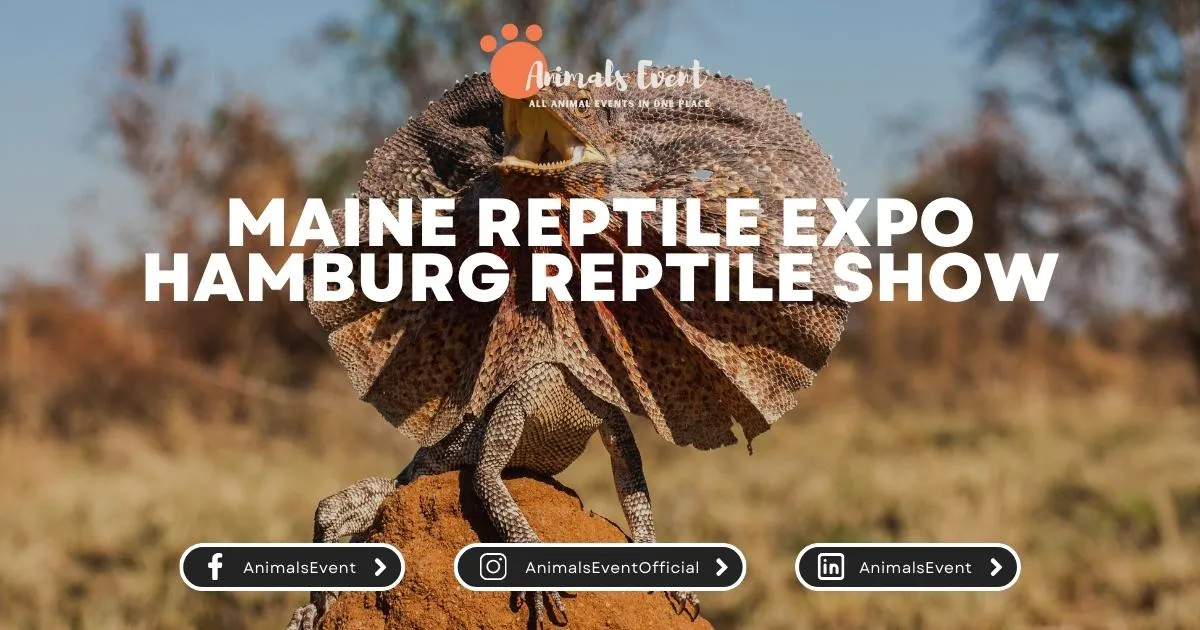 Animals Event
ALL ANIMAL EVENTS IN ONE PLACE
MAINE REPTILE EXPO
HAMBURG REPTILE SHOW
AnimalsEvent
AnimalsEventOfficial
AnimalsEvent